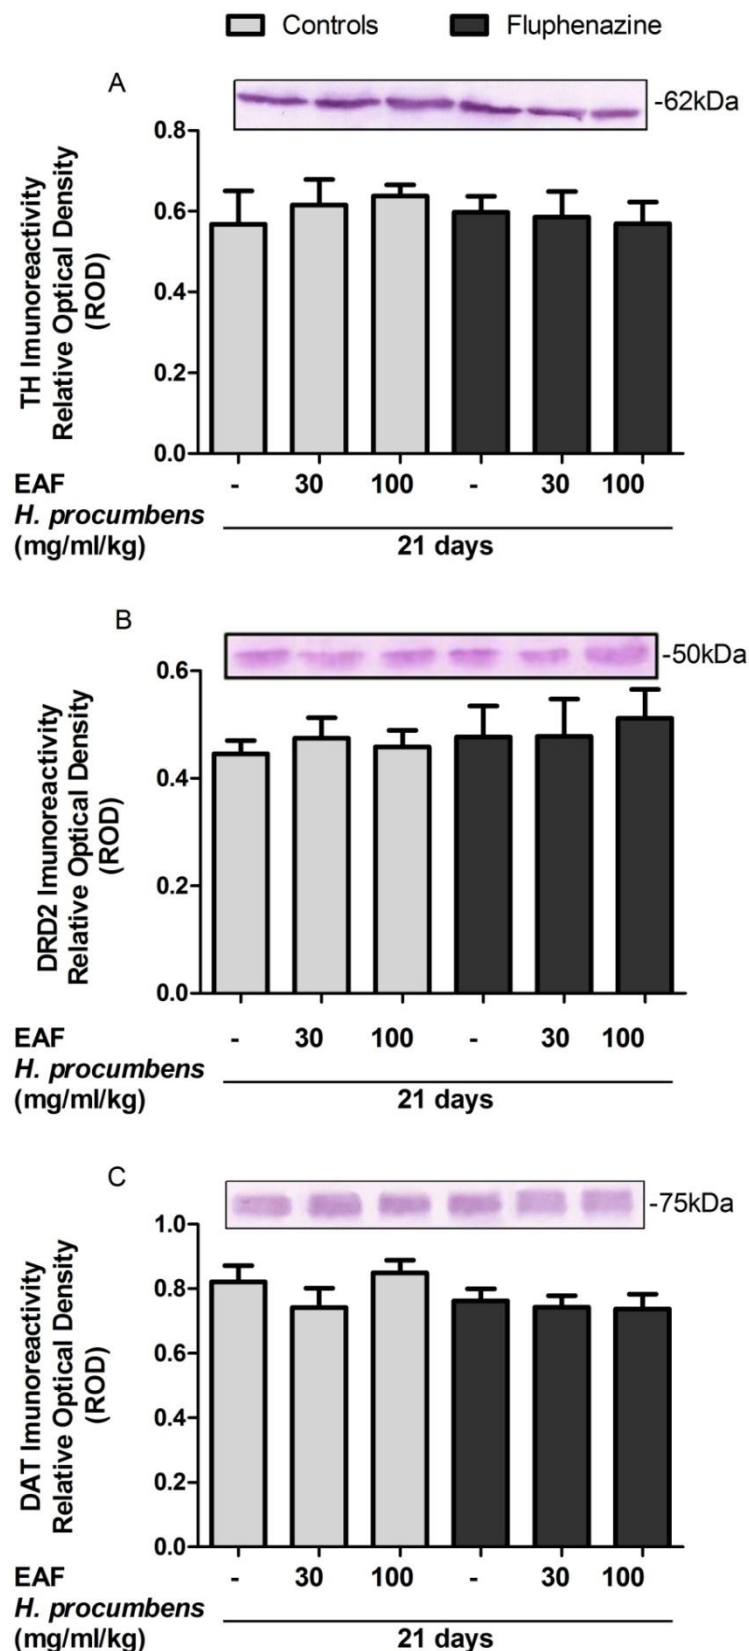 Controls Fluphenazine
A
-62kDa
TH Imunoreactivity
Relative Optical Density
(ROD)
0.8
0.6
0.4
0.2
0.0
EAF - 30 100 - 30 100
H. procumbens
(mg/ml/kg) 21 days
B
-50kDa
DRD2 Imunoreactivity
Relative Optical Density
(ROD)
0.6
0.4
0.2
0.0
EAF - 30 100 - 30 100
H. procumbens
(mg/ml/kg) 21 days
C
-75kDa
DAT Imunoreactivity
Relative Optical Density
(ROD)
1.0
0.8
0.6
0.4
0.2
0.0
EAF - 30 100 - 30 100
H. procumbens
(mg/ml/kg) 21 days